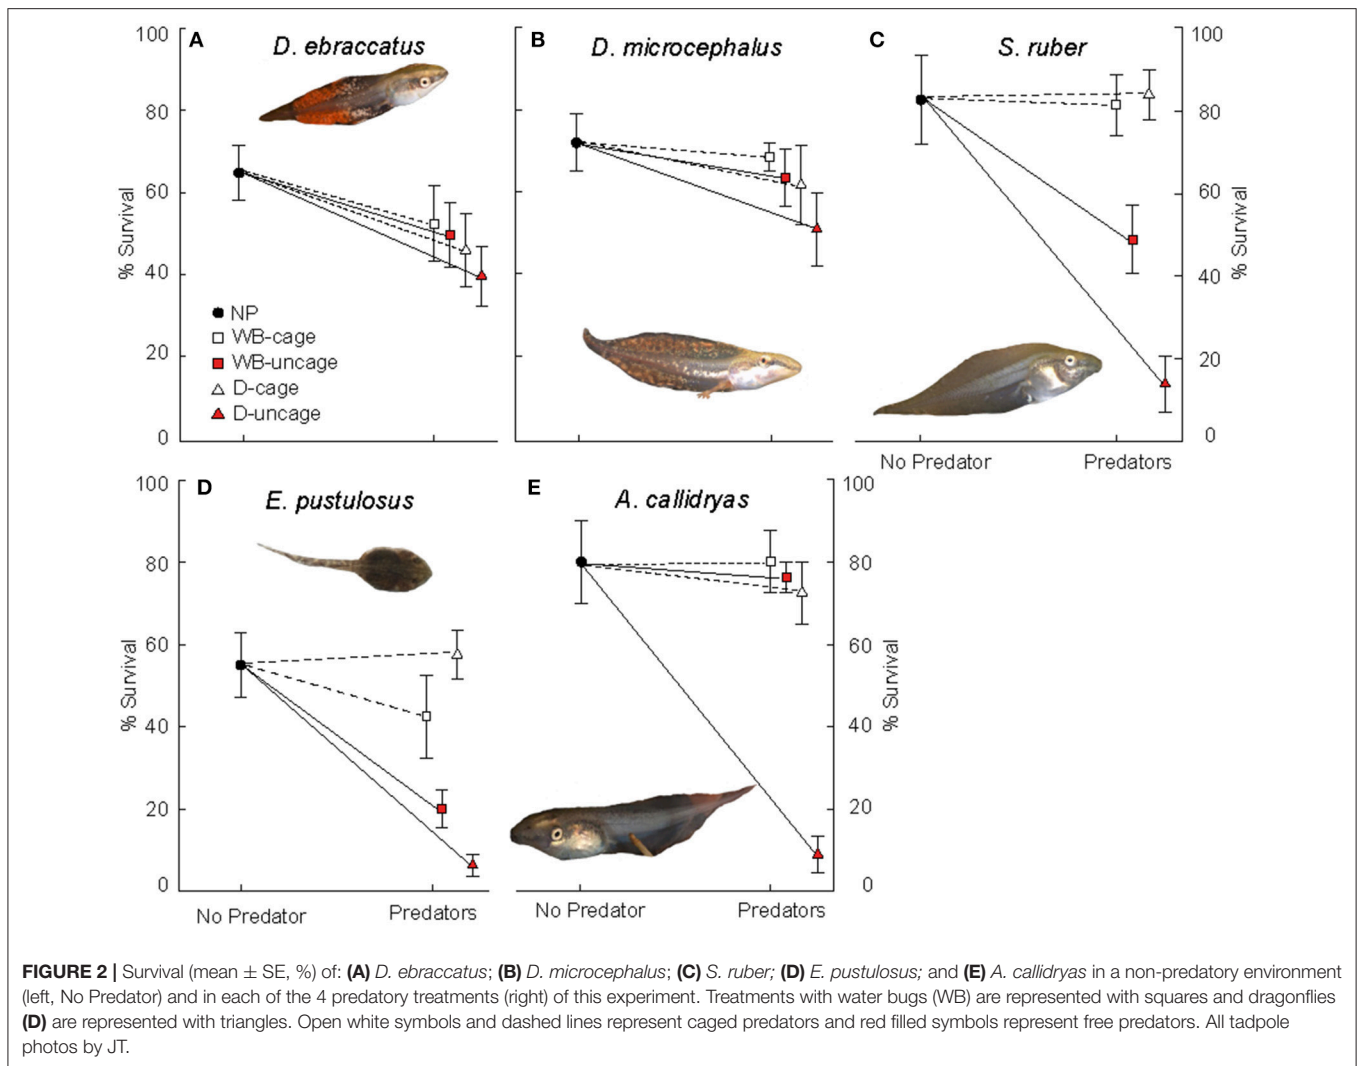 A
D. ebraccatus
B
D. microcephalus
C
S. ruber
100
80
60
40
20
0
% Survival
NP
WB-cage
WB-uncage
D-cage
D-uncage
100
80
60
40
20
0
% Survival
No Predator
Predators
D
E. pustulosus
E
A. callidryas
100
80
60
40
20
0
% Survival
No Predator
Predators
No Predator
Predators
100
80
60
40
20
0
% Survival
FIGURE 2 | Survival (mean ± SE, %) of: (A) D. ebraccatus; (B) D. microcephalus; (C) S. ruber; (D) E. pustulosus; and (E) A. callidryas in a non-predatory environment
(left, No Predator) and in each of the 4 predatory treatments (right) of this experiment. Treatments with water bugs (WB) are represented with squares and dragonflies
(D) are represented with triangles. Open white symbols and dashed lines represent caged predators and red filled symbols represent free predators. All tadpole
photos by JT.